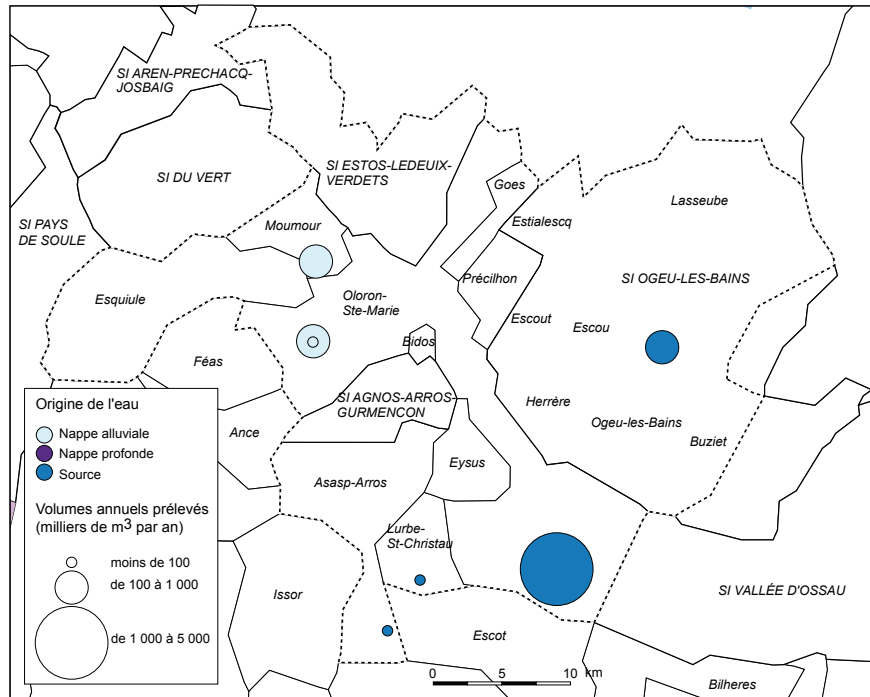 SI AREN-PRECHACQ-
JOSBAIG
SI DU VERT
SI ESTOS-LEDEUIX-
VERDETS
Goes
Lasseube
Estialescq
SI PAYS
DE SOULE
Moumour
Esquiule
Précilhon
SI OGEU-LES-BAINS
Oloron-
Ste-Marie
Escout
Escou
Bidos
Féas
SI AGNOS-ARROS-
GURMENCON
Herrère
Ogeu-les-Bains
Buziet
Ance
Eysus
Asasp-Arros
Lurbe-
St-Christau
Issor
Escot
SI VALLÉE D'OSSAU
Bilheres
Origine de l'eau
Nappe alluviale
Nappe profonde
Source
Volumes annuels prélevés
(milliers de m³ par an)
moins de 100
de 100 à 1 000
de 1 000 à 5 000
0 5 10 km